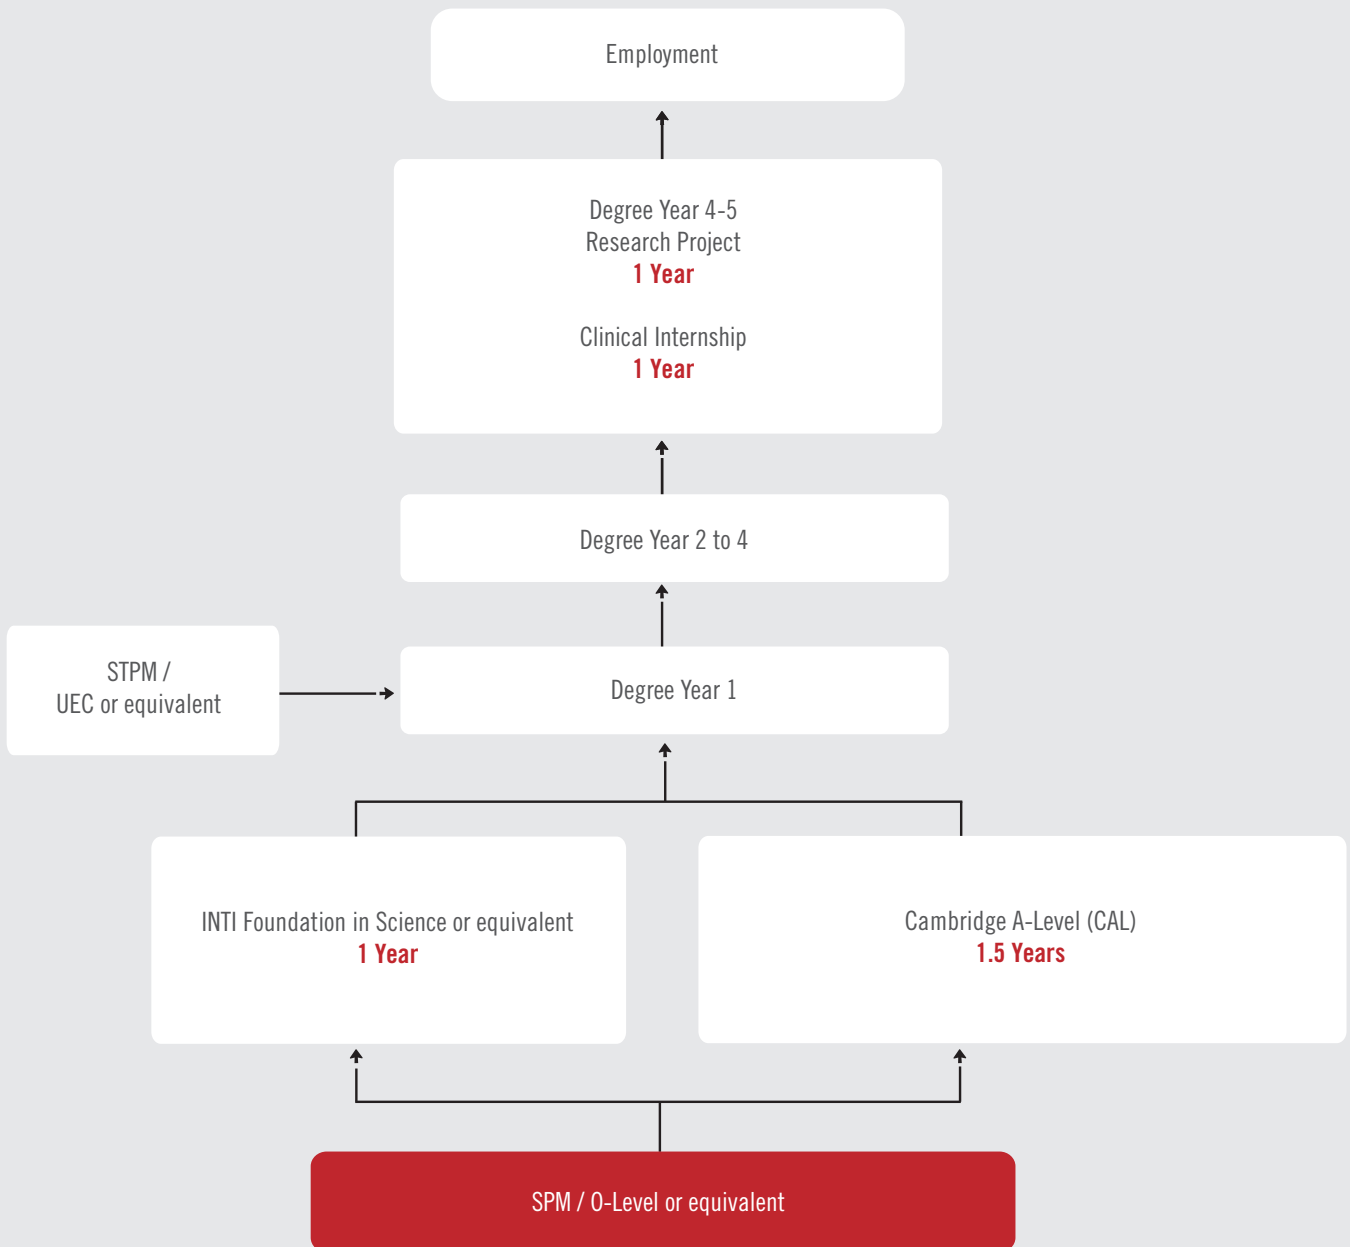 Employment
Degree Year 4-5
Research Project
1 Year
Clinical Internship
1 Year
Degree Year 2 to 4
STPM /
UEC or equivalent
Degree Year 1
INTI Foundation in Science or equivalent
1 Year
Cambridge A-Level (CAL)
1.5 Years
SPM / O-Level or equivalent